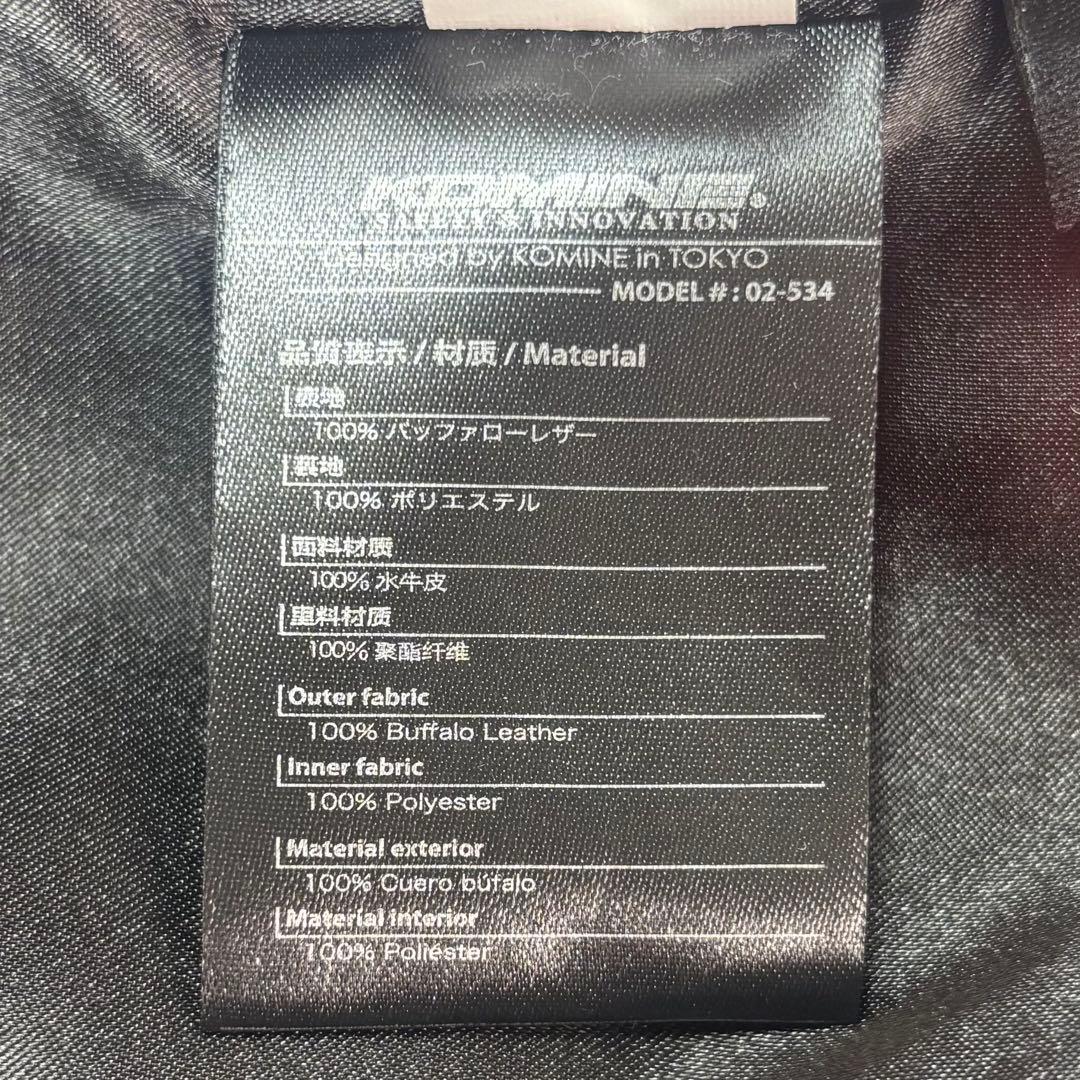 KOMINE®
SAFETY & INNOVATION
Designed by KOMINE in TOKYO
MODEL # : 02-534
品質表示 / 材质 / Material
表地
100% バッファローレザー
裏地
100% ポリエステル
面料材质
100% 水牛皮
里料材质
100% 聚酯纤维
Outer fabric
100% Buffalo Leather
Inner fabric
100% Polyester
Material exterior
100% Cuero búfalo
Material interior
100% Poliéster